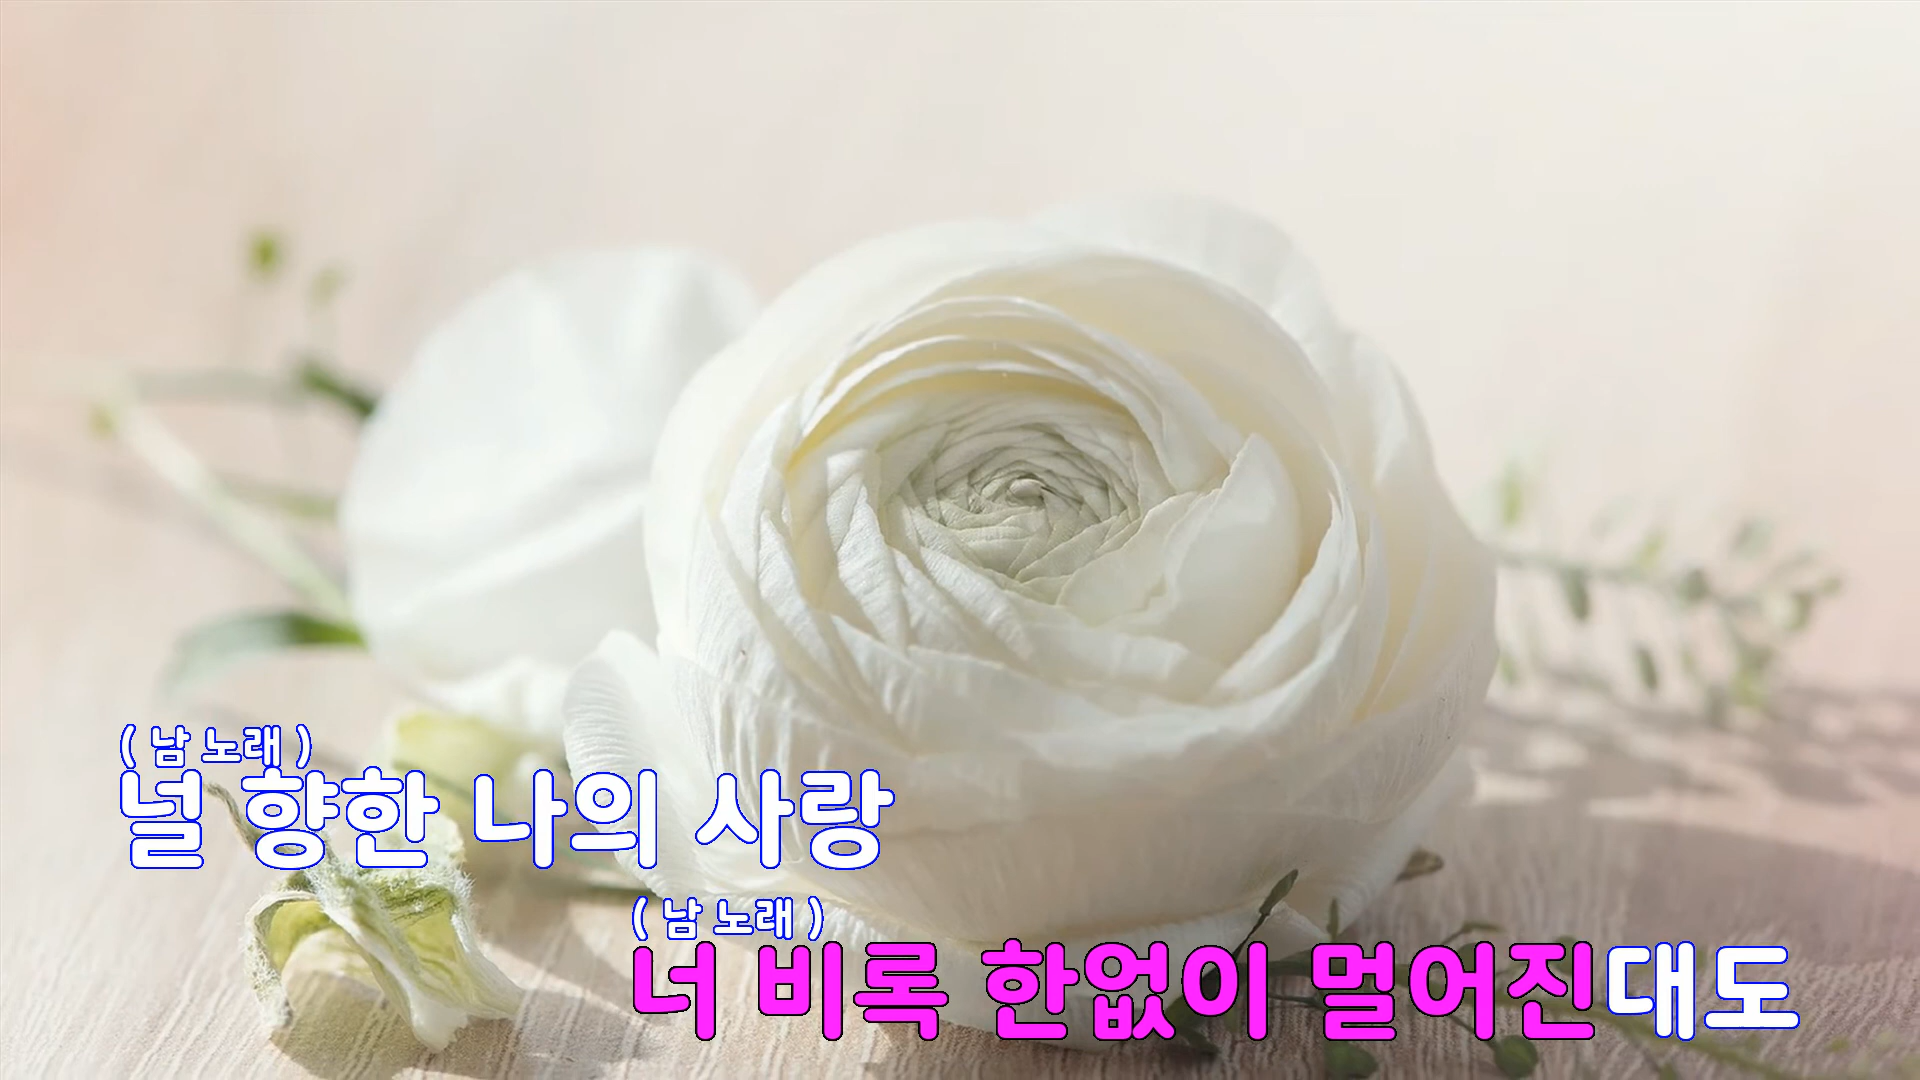 ( 남 노래 )
널 향한 나의 사랑
( 남 노래 )
너 비록 한없이 멀어진대도